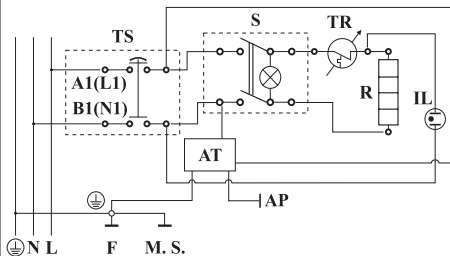 TS
S
TR
A1(L1)
B1(N1)
R
IL
AT
AP
N L
F
M. S.